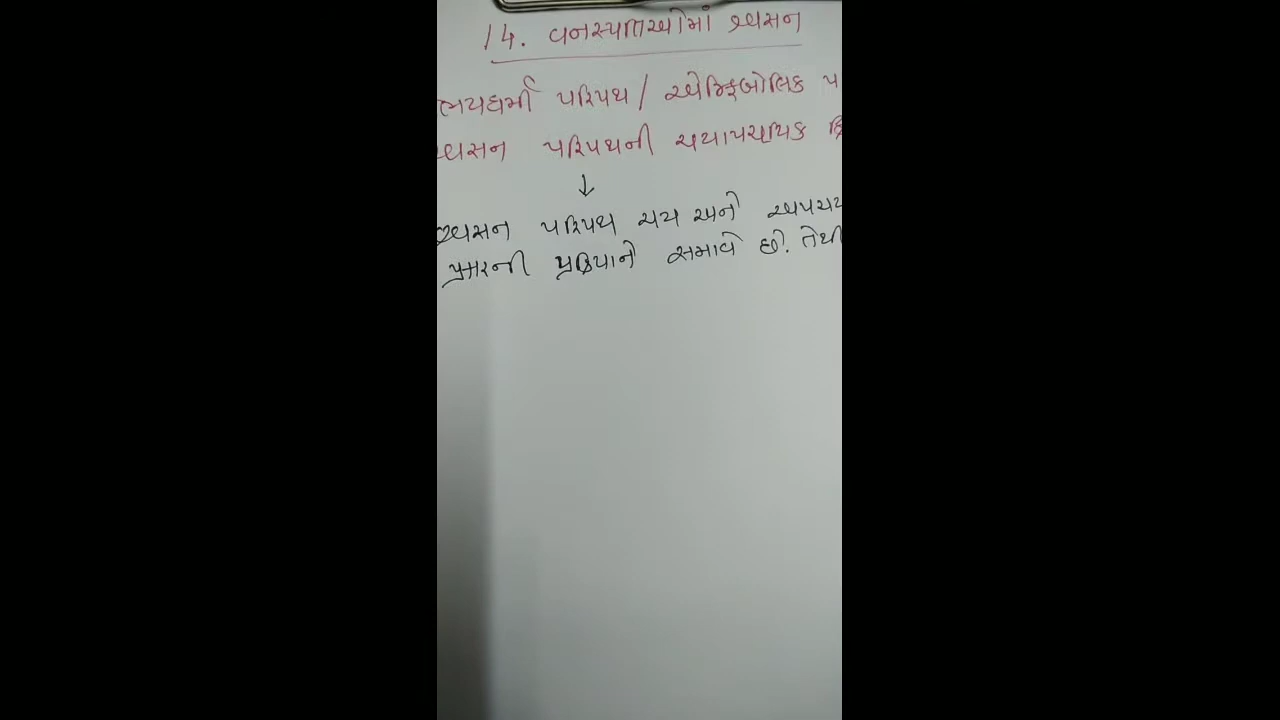 14. વનસ્પતિઓમાં શ્વસન
ભયધર્મી પરિપથ / એમ્ફિબોલિક પ
શ્વસન પરિપથની ચયાપચયિક ક્રિ
↓
શ્વસન પરિપથ ચય અને અપચય
પ્રકારની પ્રક્રિયાને સમાવે છે. તેથી